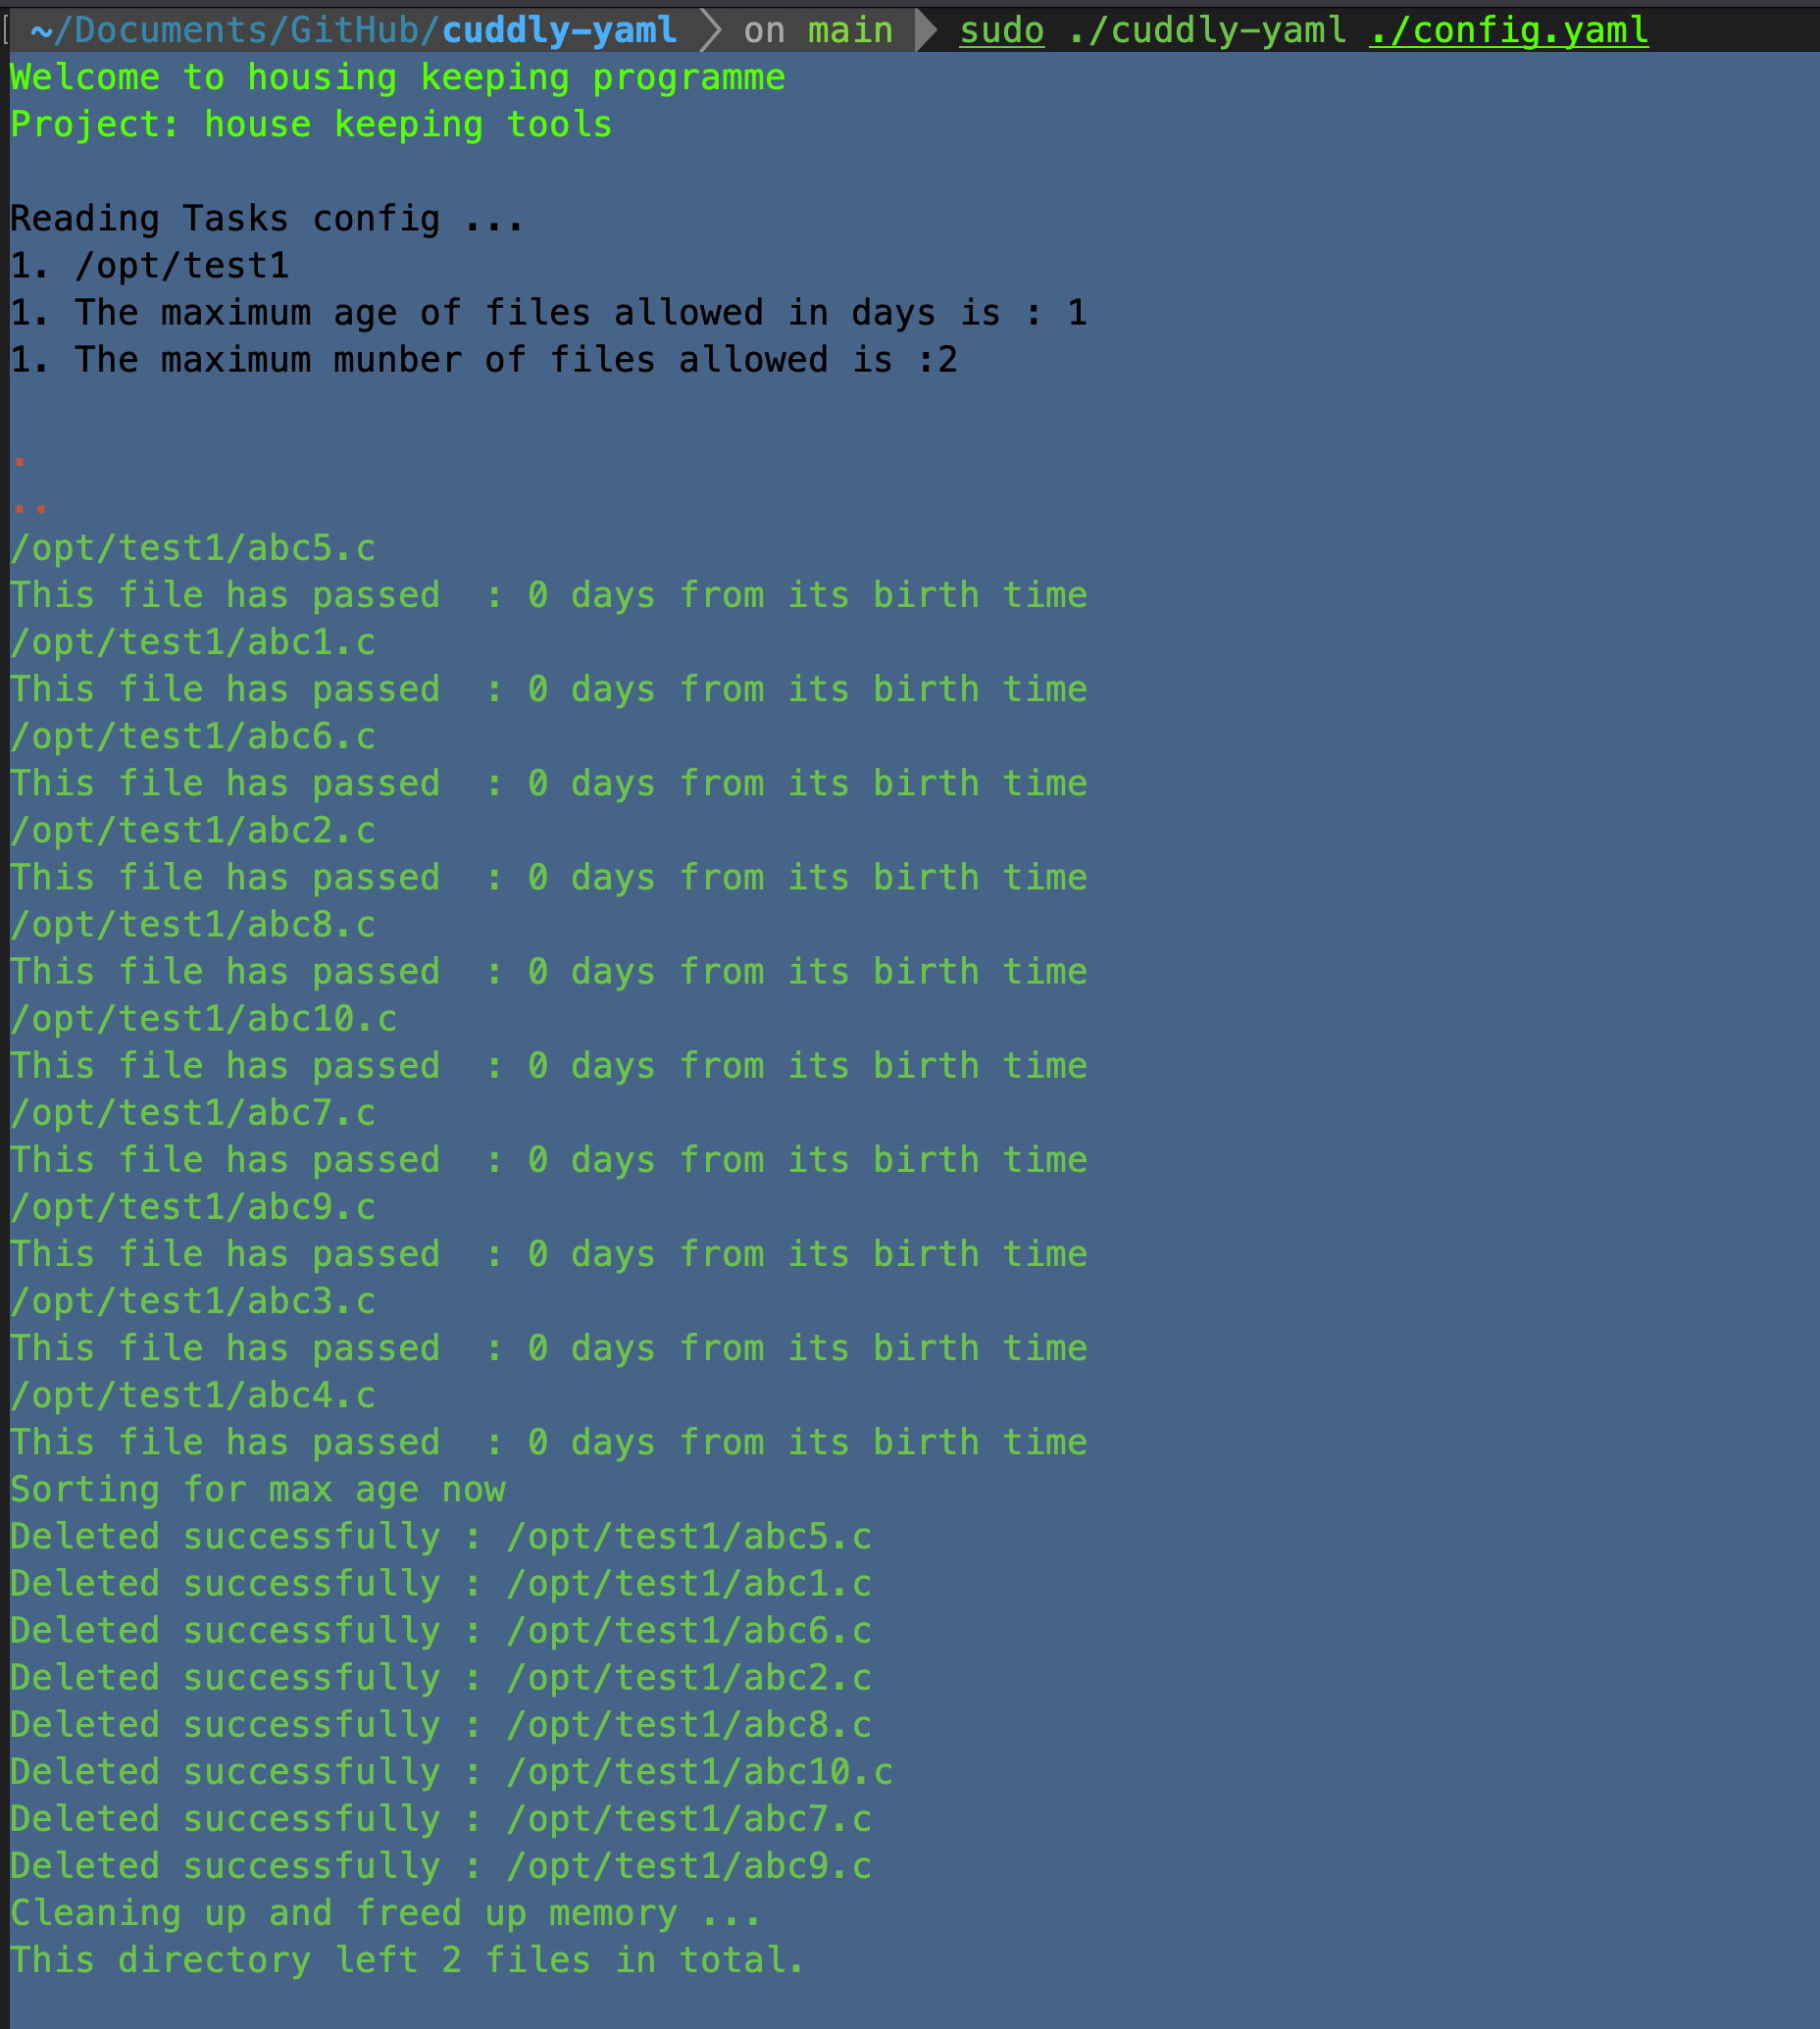 ~/Documents/GitHub/cuddly-yaml on main sudo ./cuddly-yaml ./config.yaml
Welcome to housing keeping programme
Project: house keeping tools
Reading Tasks config ...
1. /opt/test1
1. The maximum age of files allowed in days is : 1
1. The maximum munber of files allowed is :2
.
..
/opt/test1/abc5.c
This file has passed  : 0 days from its birth time
/opt/test1/abc1.c
This file has passed  : 0 days from its birth time
/opt/test1/abc6.c
This file has passed  : 0 days from its birth time
/opt/test1/abc2.c
This file has passed  : 0 days from its birth time
/opt/test1/abc8.c
This file has passed  : 0 days from its birth time
/opt/test1/abc10.c
This file has passed  : 0 days from its birth time
/opt/test1/abc7.c
This file has passed  : 0 days from its birth time
/opt/test1/abc9.c
This file has passed  : 0 days from its birth time
/opt/test1/abc3.c
This file has passed  : 0 days from its birth time
/opt/test1/abc4.c
This file has passed  : 0 days from its birth time
Sorting for max age now
Deleted successfully : /opt/test1/abc5.c
Deleted successfully : /opt/test1/abc1.c
Deleted successfully : /opt/test1/abc6.c
Deleted successfully : /opt/test1/abc2.c
Deleted successfully : /opt/test1/abc8.c
Deleted successfully : /opt/test1/abc10.c
Deleted successfully : /opt/test1/abc7.c
Deleted successfully : /opt/test1/abc9.c
Cleaning up and freed up memory ...
This directory left 2 files in total.